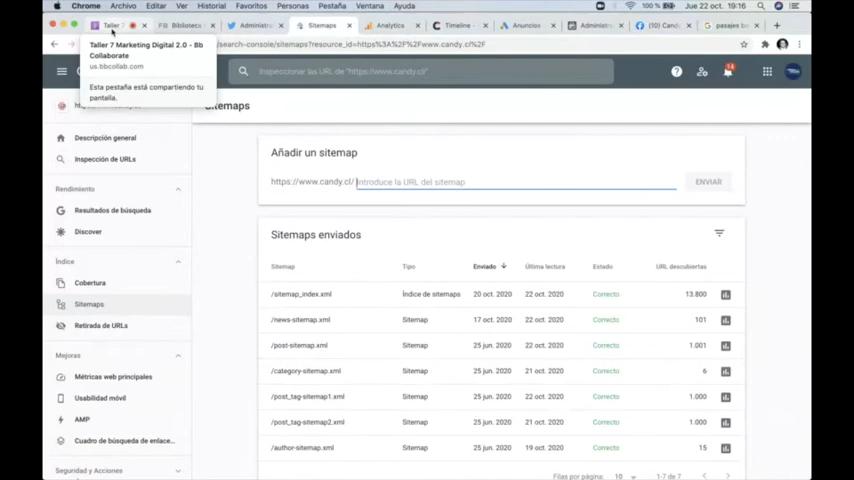 Chrome Archivo Editar Ver Historial Favoritos Personas Pestaña Ventana Ayuda 100 % Jue 22 oct. 19:16
Taller 7 Biblioteca Administra Sitemaps Analytics Timeline - Anuncios Administra (10) Cand pasajes b
search-console/sitemaps?resource_id=https%3A%2F%2Fwww.candy.cl%2F
Taller 7 Marketing Digital 2.0 - Bb
Collaborate
us.bbcollab.com
Esta pestaña está compartiendo tu
pantalla.
Inspeccionar las URL de "https://www.candy.cl/"
14
Sitemaps
Descripción general
Inspección de URLs
Rendimiento
Resultados de búsqueda
Discover
Índice
Cobertura
Sitemaps
Retirada de URLs
Mejoras
Métricas web principales
Usabilidad móvil
AMP
Cuadro de búsqueda de enlace...
Seguridad y Acciones
Añadir un sitemap
https://www.candy.cl/ Introduce la URL del sitemap ENVIAR
Sitemaps enviados
Sitemap Tipo Enviado Última lectura Estado URL descubiertas
/sitemap_index.xml Índice de sitemaps 20 oct. 2020 22 oct. 2020 Correcto 13.800
/news-sitemap.xml Sitemap 17 oct. 2020 22 oct. 2020 Correcto 101
/post-sitemap.xml Sitemap 25 jun. 2020 22 oct. 2020 Correcto 1.001
/category-sitemap.xml Sitemap 25 jun. 2020 21 oct. 2020 Correcto 6
/post_tag-sitemap1.xml Sitemap 25 jun. 2020 22 oct. 2020 Correcto 1.000
/post_tag-sitemap2.xml Sitemap 25 jun. 2020 21 oct. 2020 Correcto 1.000
/author-sitemap.xml Sitemap 25 jun. 2020 19 oct. 2020 Correcto 15
Filas por página: 10 1-7 de 7